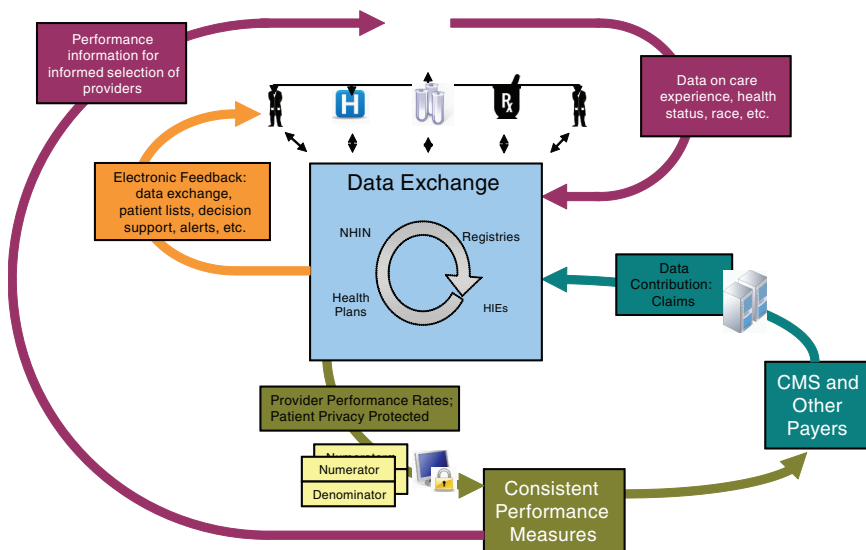 Performance
information for
informed selection of
providers
Data on care
experience, health
status, race, etc.
H
Rx
Electronic Feedback:
data exchange,
patient lists, decision
support, alerts, etc.
Data Exchange
NHIN
Registries
Health
Plans
HIEs
Data
Contribution:
Claims
CMS and
Other
Payers
Provider Performance Rates;
Patient Privacy Protected
Numerator
Numerator
Denominator
Consistent
Performance
Measures